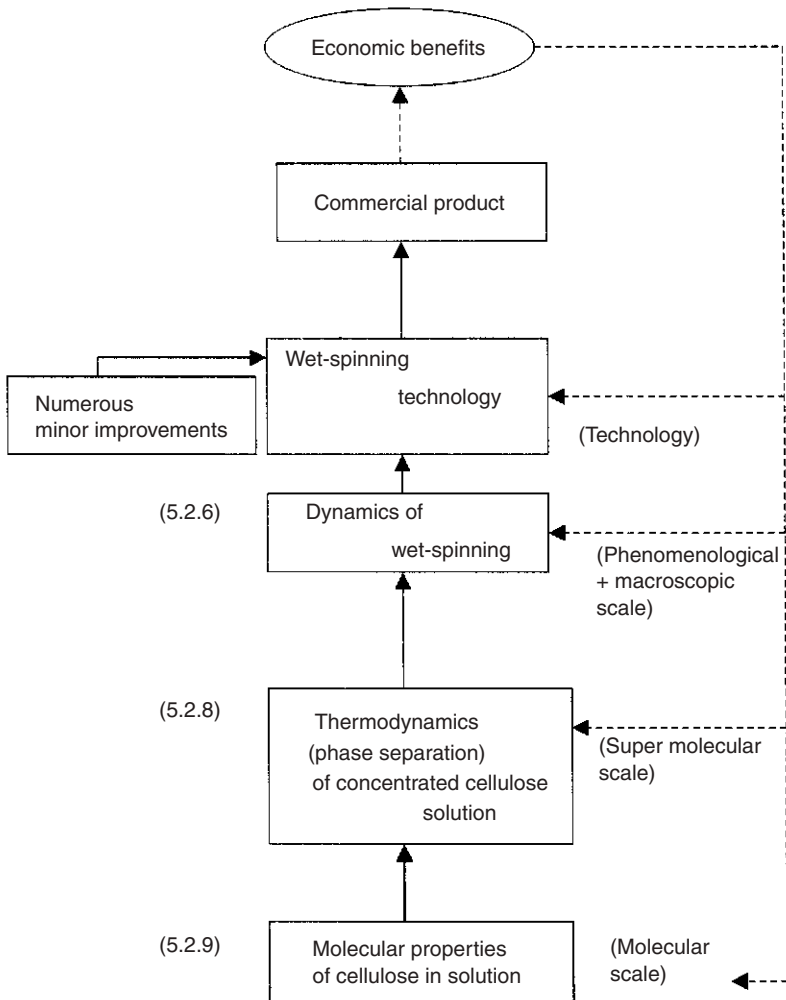 Economic benefits
Commercial product
Wet-spinning
technology
Numerous
minor improvements
(Technology)
(5.2.6)
Dynamics of
wet-spinning
(Phenomenological
+ macroscopic
scale)
(5.2.8)
Thermodynamics
(phase separation)
of concentrated cellulose
solution
(Super molecular
scale)
(5.2.9)
Molecular properties
of cellulose in solution
(Molecular
scale)